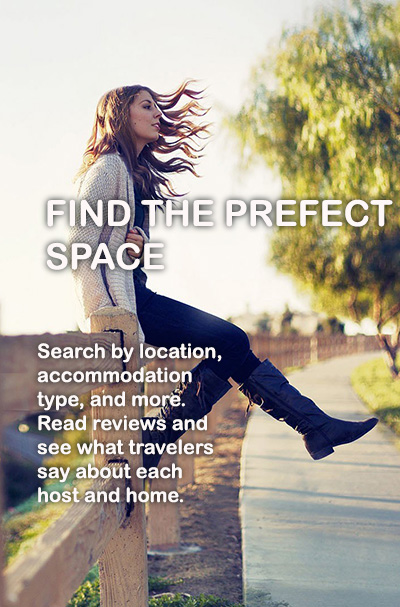 FIND THE PREFECT
SPACE
Search by location,
accommodation
type, and more.
Read reviews and
see what travelers
say about each
host and home.